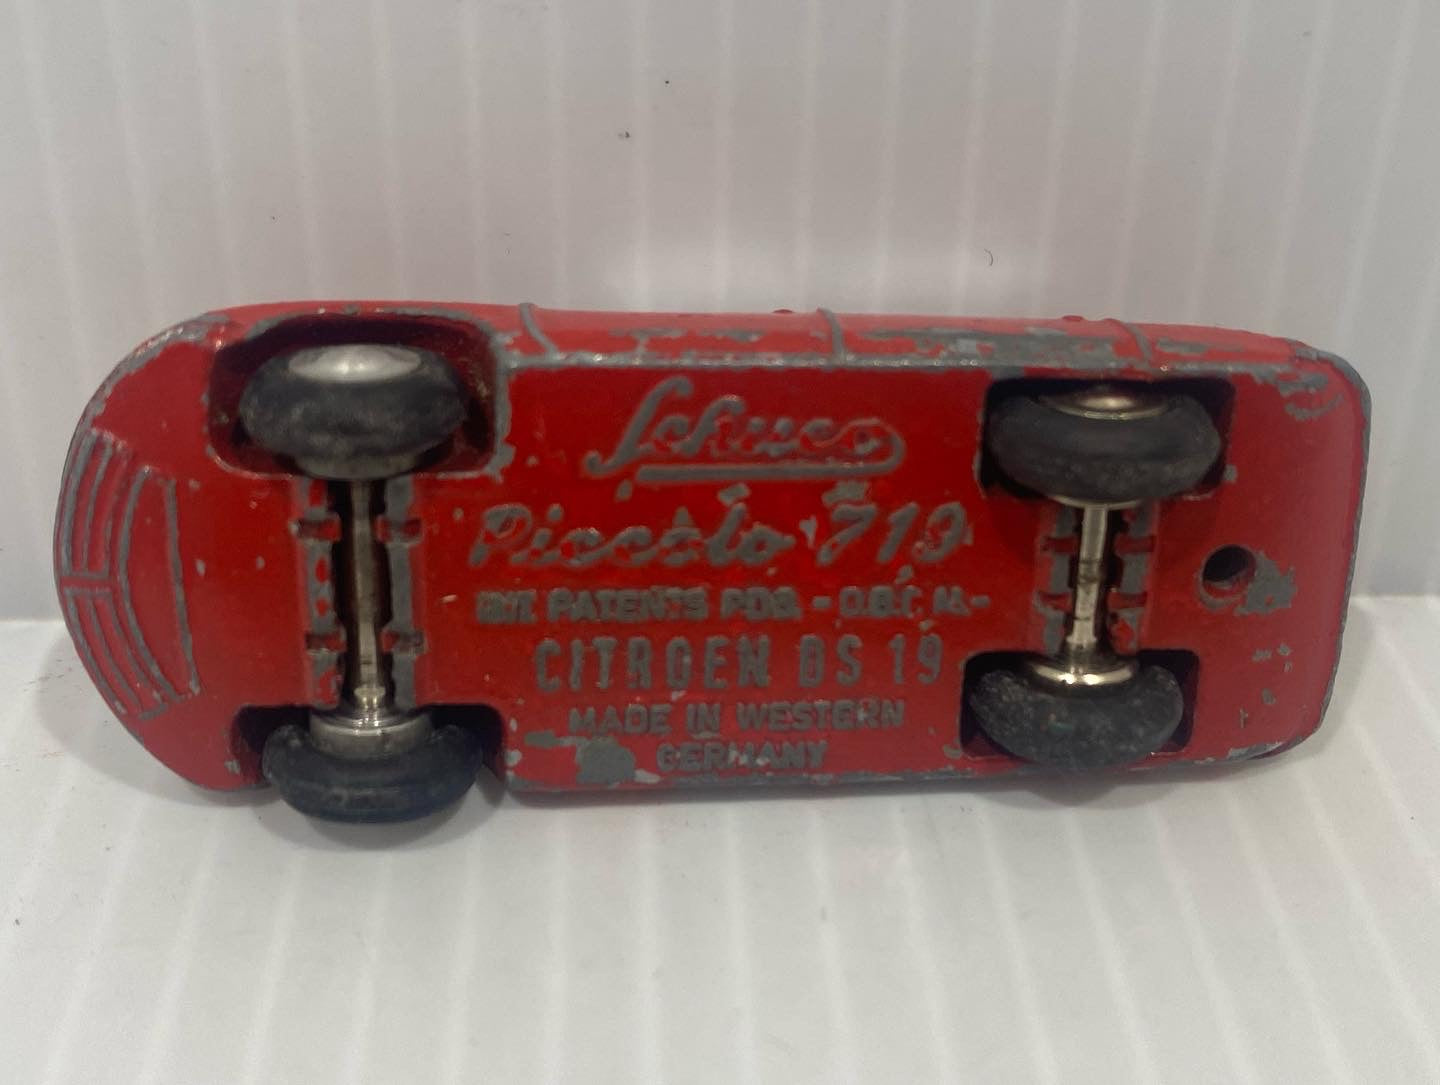 Schuco
Piccolo 719
INT. PATENTS PDG - D.B.G.M. -
CITROEN DS 19
MADE IN WESTERN
GERMANY